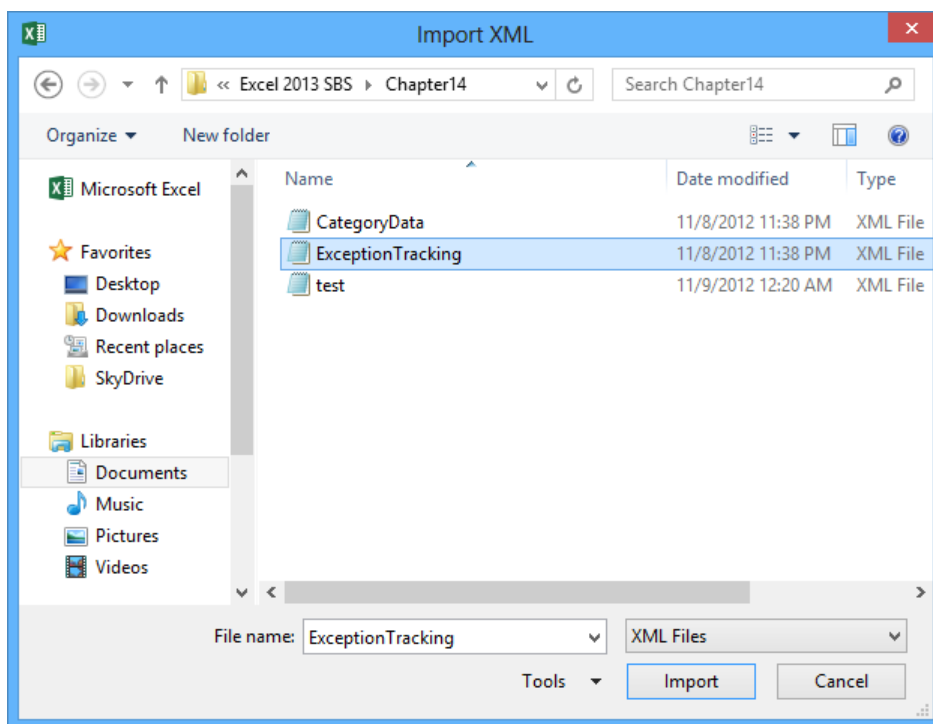 Import XML
« Excel 2013 SBS Chapter14 Search Chapter14
Organize New folder
Microsoft Excel
Favorites
Desktop
Downloads
Recent places
SkyDrive
Libraries
Documents
Music
Pictures
Videos
Name Date modified Type
CategoryData 11/8/2012 11:38 PM XML File
ExceptionTracking 11/8/2012 11:38 PM XML File
test 11/9/2012 12:20 AM XML File
File name: ExceptionTracking XML Files
Tools Import Cancel